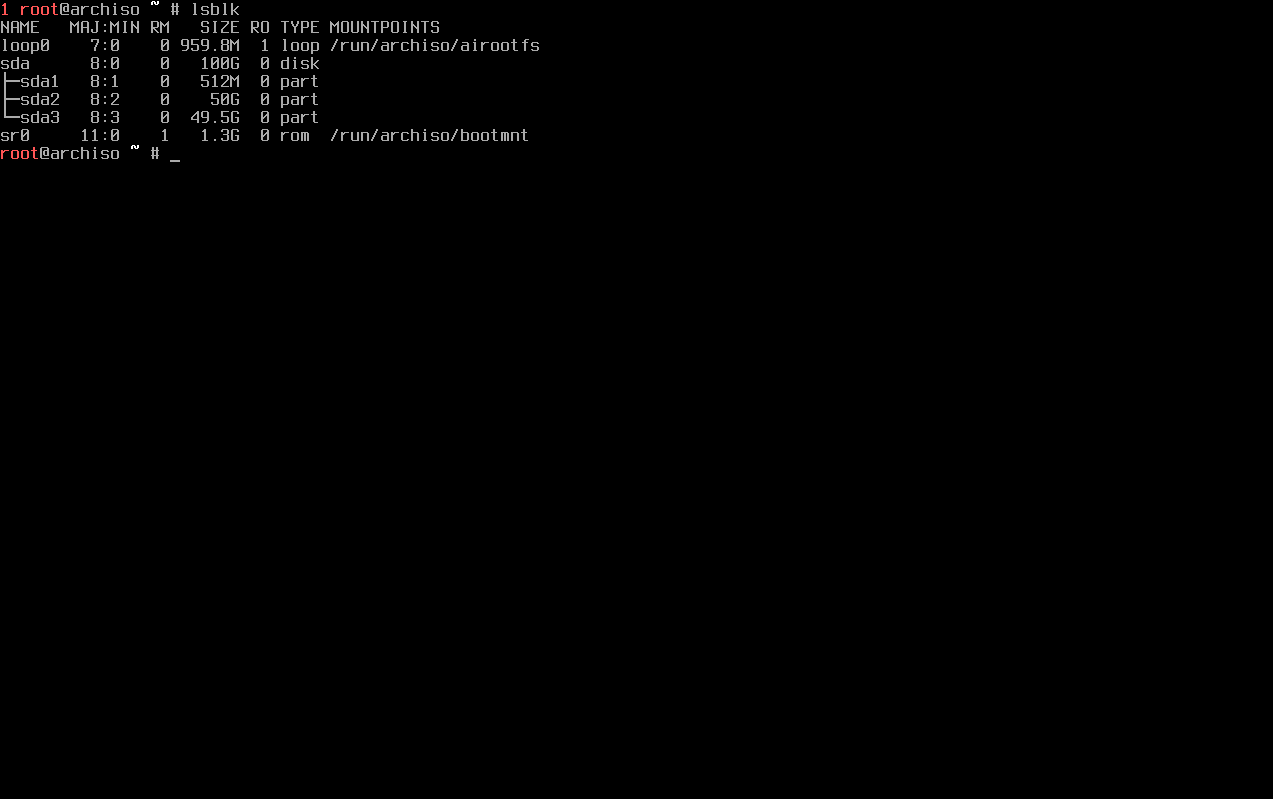 1 root@archiso ~ # lsblk
NAME   MAJ:MIN RM   SIZE RO TYPE MOUNTPOINTS
loop0    7:0    0 959.8M  1 loop /run/archiso/airootfs
sda      8:0    0   100G  0 disk
├─sda1   8:1    0   512M  0 part
├─sda2   8:2    0    50G  0 part
└─sda3   8:3    0  49.5G  0 part
sr0     11:0    1   1.3G  0 rom  /run/archiso/bootmnt
root@archiso ~ # _